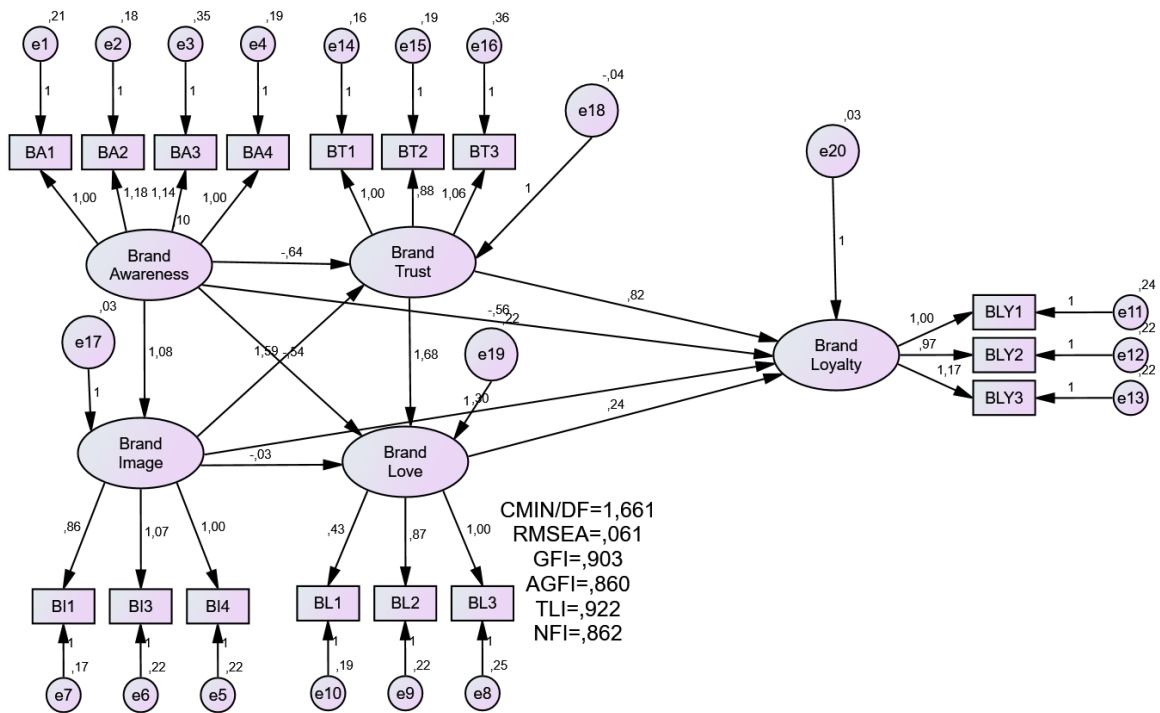 ,21 ,18 ,35 ,19 ,16 ,19 ,36
e1 e2 e3 e4 e14 e15 e16
-,04
e18
1 1 1 1 1 1 1
,03
e20
BA1 BA2 BA3 BA4 BT1 BT2 BT3
1,00 1,18 1,14 1,00 1,00 ,88 1,06 1
10
Brand
Awareness
Brand
Trust
-,64
1
,82
-,56
,03
e17
,22
e19
1,08
1,59 -,54
1,68
Brand
Loyalty
1,00
,97
1,17
BLY1
BLY2
BLY3
1
1
1
,24
e11
,22
e12
,22
e13
1
1,30
1
,24
Brand
Image
-,03
Brand
Love
,86 1,07 1,00
,43 ,87 1,00
CMIN/DF=1,661
RMSEA=,061
GFI=,903
AGFI=,860
TLI=,922
NFI=,862
BI1 BI3 BI4 BL1 BL2 BL3
1 1 1 1 1 1
,17 ,22 ,22 ,19 ,22 ,25
e7 e6 e5 e10 e9 e8